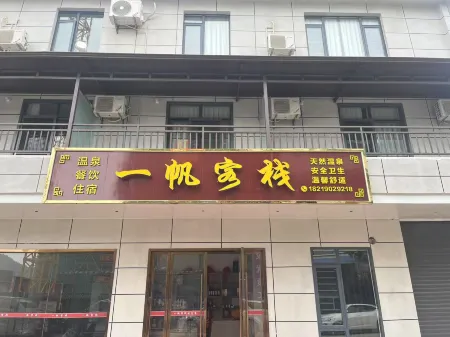 温泉
餐饮
住宿
一帆客栈
天然温泉
安全卫生
温馨舒适
18219029218